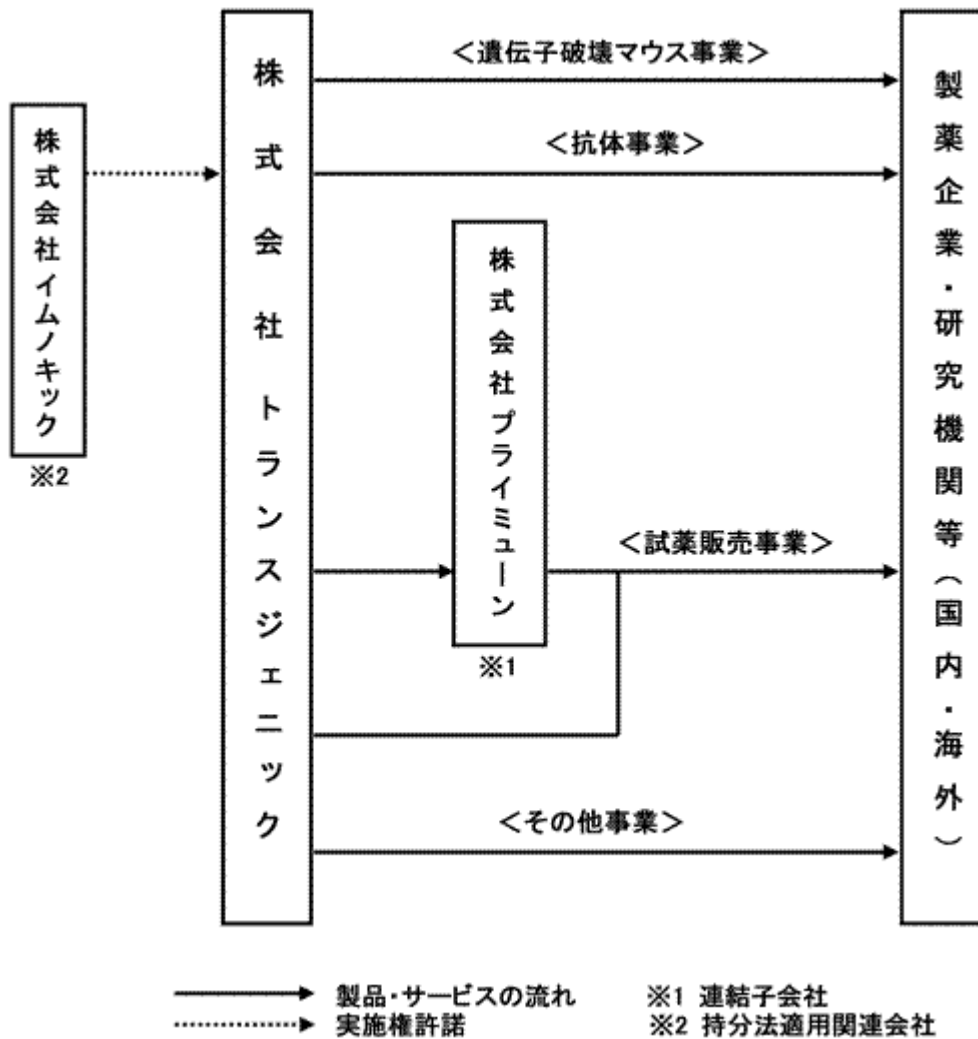 株式会社イムノキック
※2
株式会社トランスジェニック
＜遺伝子破壊マウス事業＞
＜抗体事業＞
株式会社プライミューン
※1
＜試薬販売事業＞
＜その他事業＞
製薬企業・研究機関等（国内・海外）
製品・サービスの流れ
実施権許諾
※1 連結子会社
※2 持分法適用関連会社